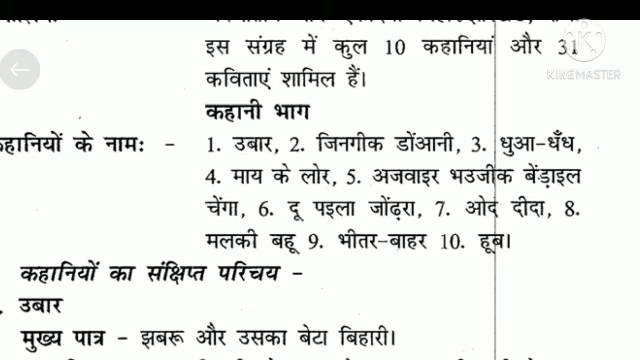 इस संग्रह में कुल 10 कहानियां और 31
कविताएं शामिल हैं।
KINEMASTER
कहानी भाग
कहानियों के नामः - 1. उबार, 2. जिनगीक डोंआनी, 3. धुआ-धँध,
4. माय के लोर, 5. अजवाइर भउजीक बेंड़ाइल
चेंगा, 6. दू पइला जोंढ़रा, 7. ओद दीदा, 8.
मलकी बहू 9. भीतर-बाहर 10. हूब।
कहानियों का संक्षिप्त परिचय -
उबार
मुख्य पात्र - झबरू और उसका बेटा बिहारी।